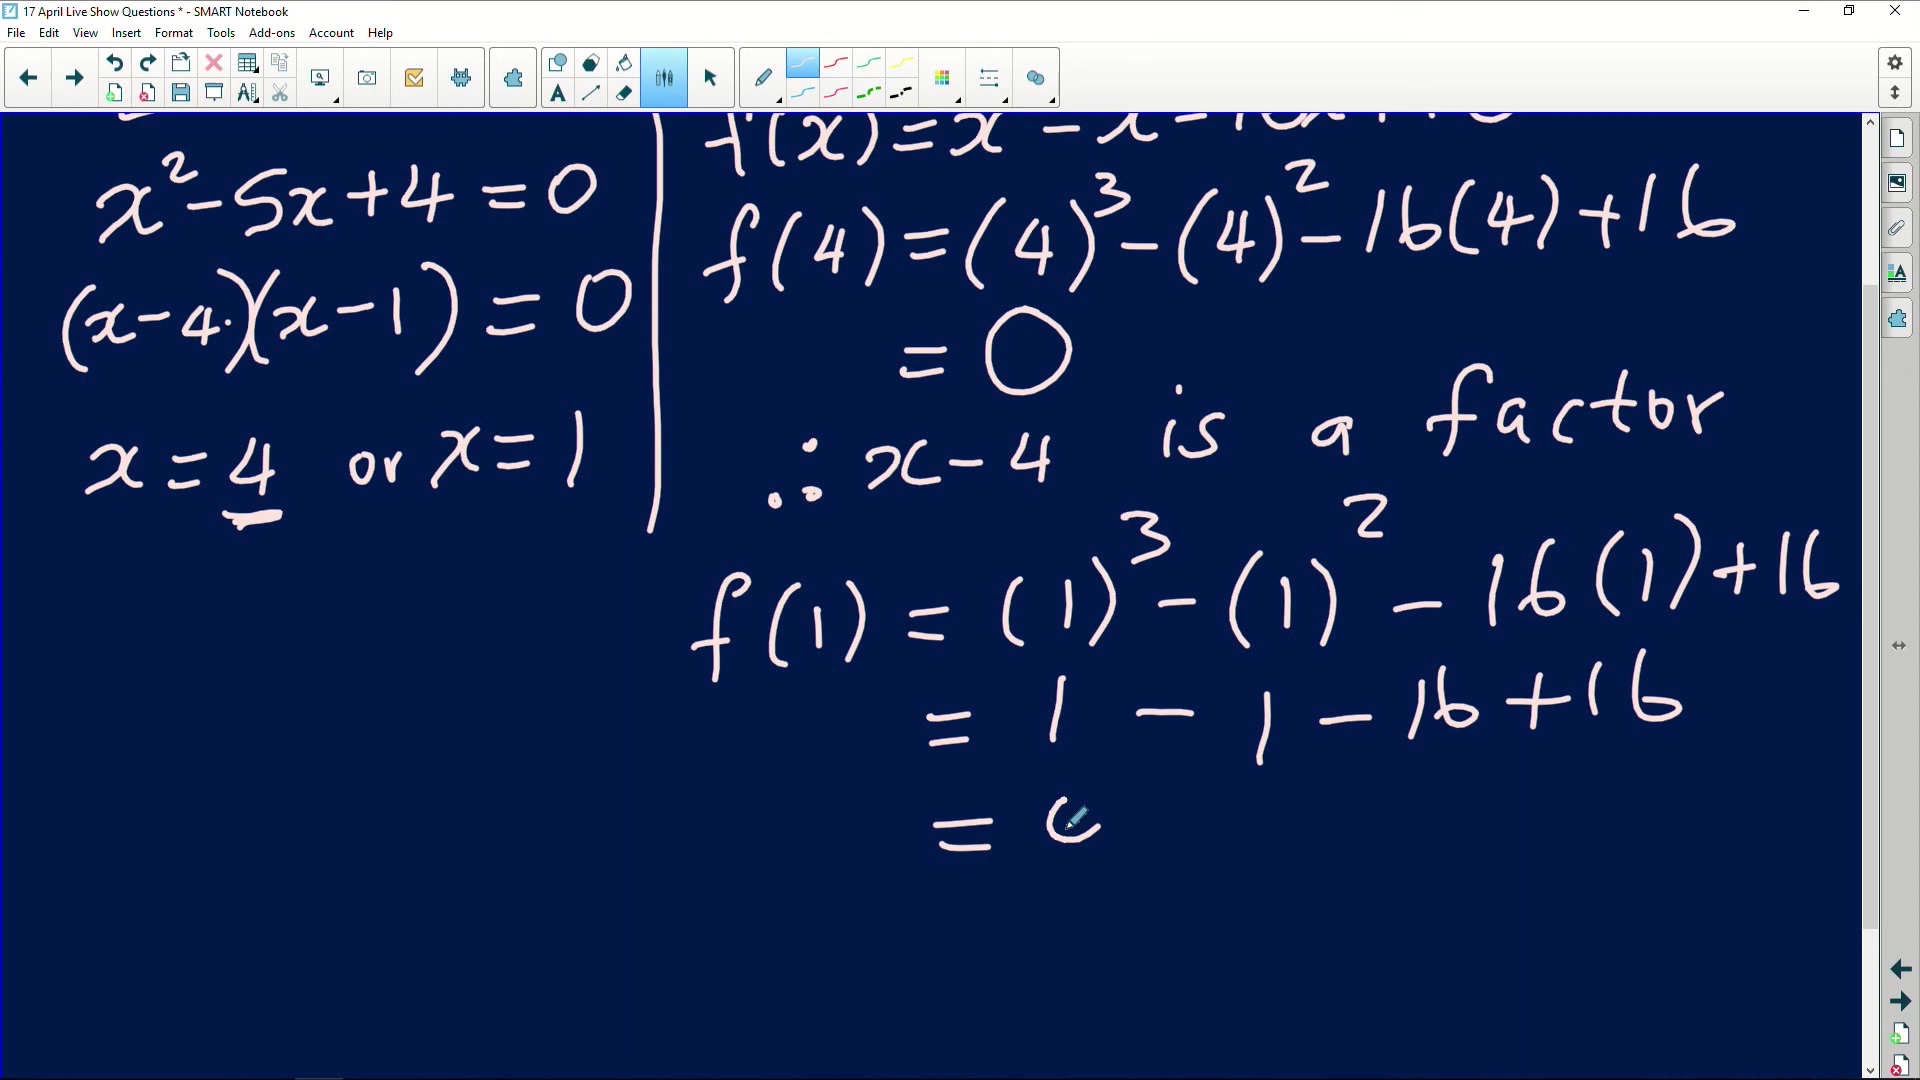 17 April Live Show Questions * - SMART Notebook
File Edit View Insert Format Tools Add-ons Account Help
x² - 5x + 4 = 0
(x - 4)(x - 1) = 0
x = 4 or x = 1
f(4) = (4)³ - (4)² - 16(4) + 16
= 0
∴ x - 4 is a factor
f(1) = (1)³ - (1)² - 16(1) + 16
= 1 - 1 - 16 + 16
=